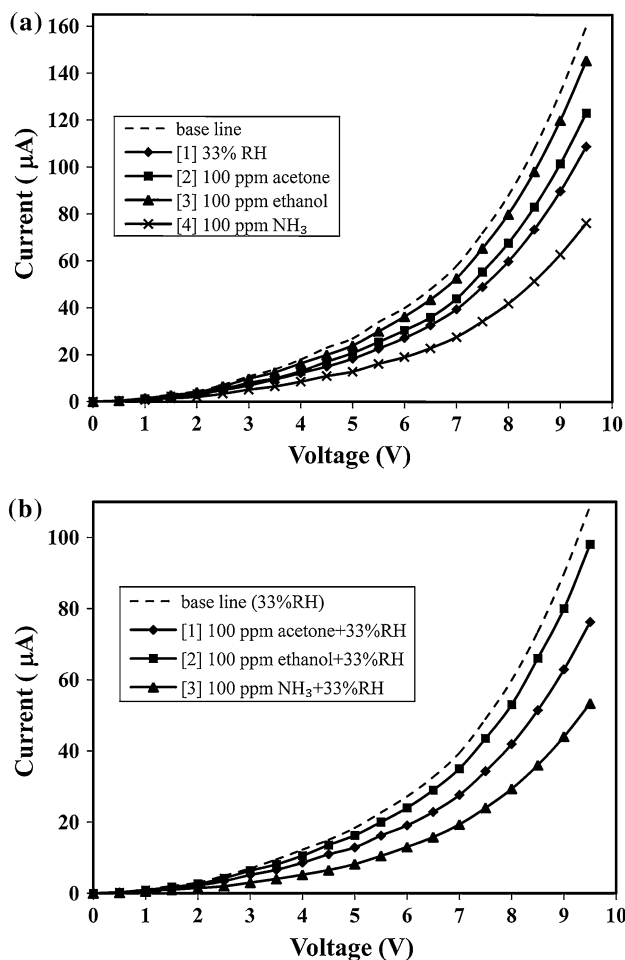 (a)
160
140
120
100
80
60
40
20
0
Current ( μA)
base line
[1] 33% RH
[2] 100 ppm acetone
[3] 100 ppm ethanol
[4] 100 ppm NH₃
0 1 2 3 4 5 6 7 8 9 10
Voltage (V)
(b)
100
80
60
40
20
0
Current ( μA)
base line (33%RH)
[1] 100 ppm acetone+33%RH
[2] 100 ppm ethanol+33%RH
[3] 100 ppm NH₃+33%RH
0 1 2 3 4 5 6 7 8 9 10
Voltage (V)